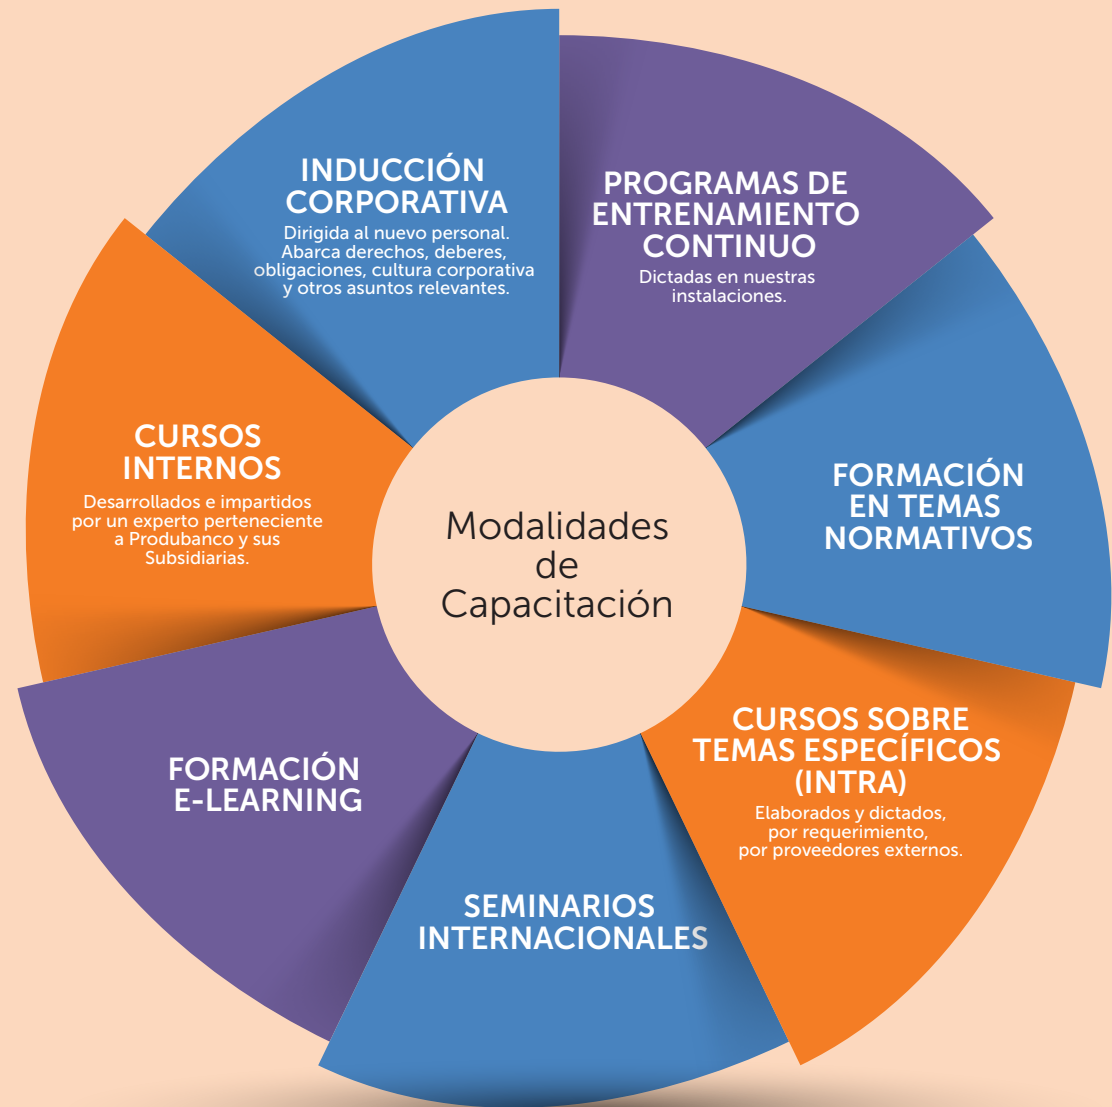 INDUCCIÓN
CORPORATIVA
Dirigida al nuevo personal.
Abarca derechos, deberes,
obligaciones, cultura corporativa
y otros asuntos relevantes.
PROGRAMAS DE
ENTRENAMIENTO
CONTINUO
Dictadas en nuestras
instalaciones.
FORMACIÓN
EN TEMAS
NORMATIVOS
CURSOS SOBRE
TEMAS ESPECÍFICOS
(INTRA)
Elaborados y dictados,
por requerimiento,
por proveedores externos.
SEMINARIOS
INTERNACIONALES
FORMACIÓN
E-LEARNING
CURSOS
INTERNOS
Desarrollados e impartidos
por un experto perteneciente
a Produbanco y sus
Subsidiarias.
Modalidades
de
Capacitación